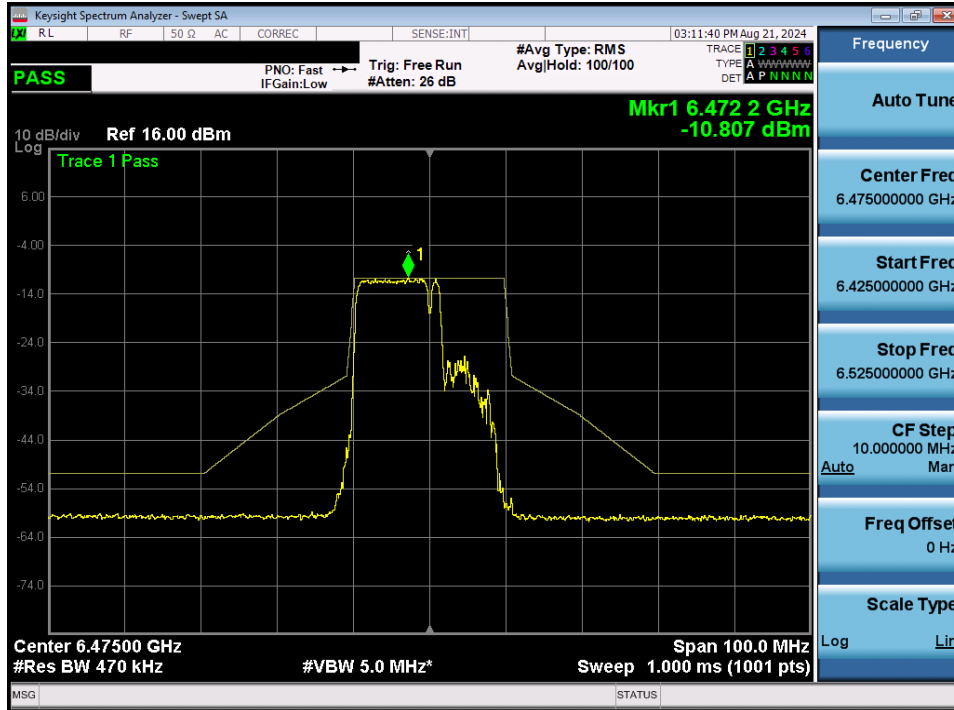 Keysight Spectrum Analyzer - Swept SA
LXI RL RF 50 Ω AC CORREC SENSE:INT 03:11:40 PM Aug 21, 2024
PASS
PNO: Fast
IFGain:Low
Trig: Free Run
#Atten: 26 dB
#Avg Type: RMS
Avg|Hold: 100/100
TRACE 1 2 3 4 5 6
TYPE A WWWWW
DET A P N N N N
Mkr1 6.472 2 GHz
-10.807 dBm
10 dB/div Ref 16.00 dBm
Log
Trace 1 Pass
1
6.00
-4.00
-14.0
-24.0
-34.0
-44.0
-54.0
-64.0
-74.0
Center 6.47500 GHz Span 100.0 MHz
#Res BW 470 kHz #VBW 5.0 MHz* Sweep 1.000 ms (1001 pts)
MSG STATUS
Frequency
Auto Tune
Center Freq
6.475000000 GHz
Start Freq
6.425000000 GHz
Stop Freq
6.525000000 GHz
CF Step
10.000000 MHz
Auto Man
Freq Offset
0 Hz
Scale Type
Log Lin